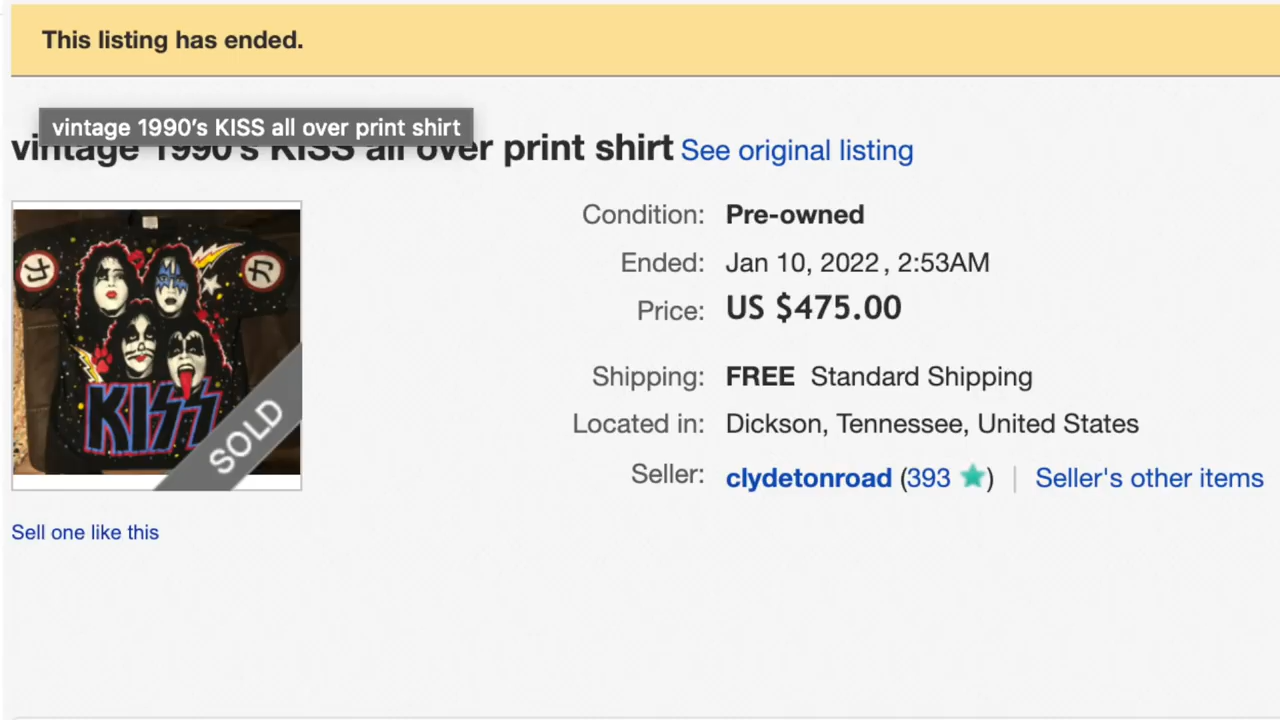 This listing has ended.
vintage 1990's KISS all over print shirt
vintage 1990's KISS all over print shirt See original listing
Condition: Pre-owned
Ended: Jan 10, 2022 , 2:53AM
Price: US $475.00
KISS
SOLD
Shipping: FREE Standard Shipping
Located in: Dickson, Tennessee, United States
Seller: clydetonroad (393 ★) | Seller's other items
Sell one like this